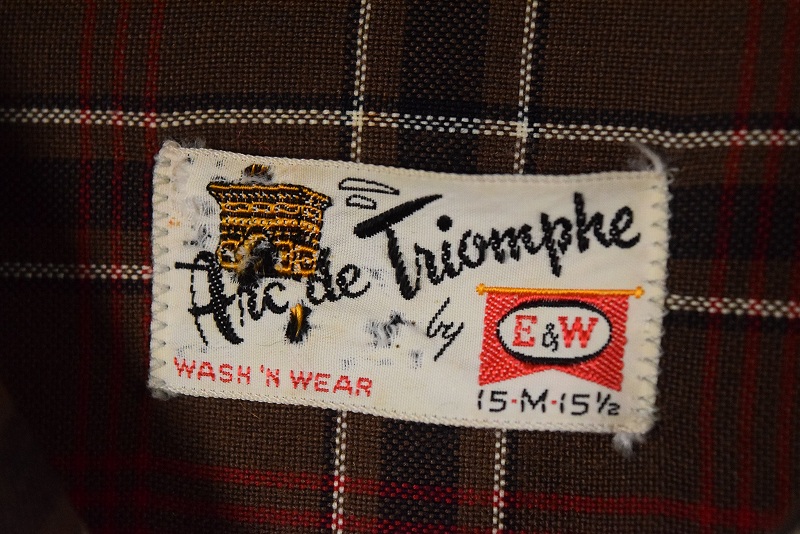 Arc de Triomphe
by
E&W
WASH 'N WEAR
15-M-15½